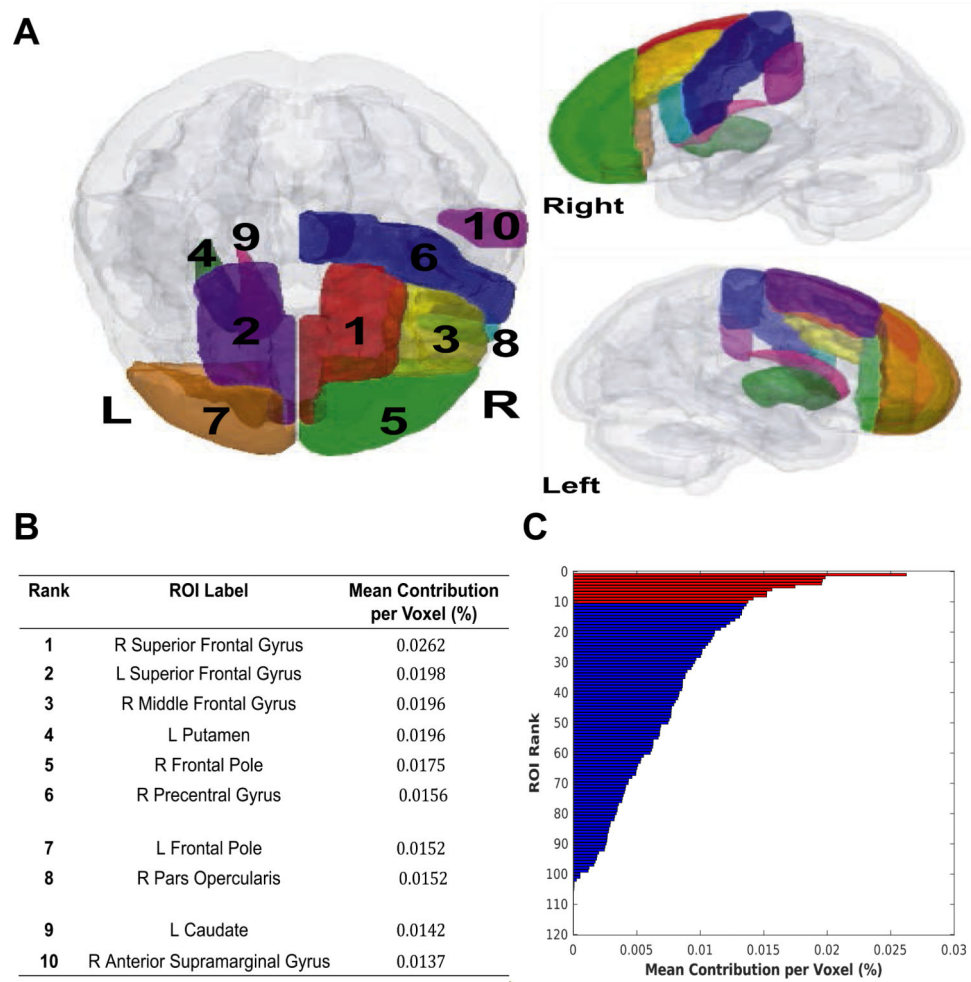 A
10
Right
6
4
9
2
1
3
8
L
R
7
5
Left
B
Rank ROI Label Mean Contribution
per Voxel (%)
1 R Superior Frontal Gyrus 0.0262
2 L Superior Frontal Gyrus 0.0198
3 R Middle Frontal Gyrus 0.0196
4 L Putamen 0.0196
5 R Frontal Pole 0.0175
6 R Precentral Gyrus 0.0156
7 L Frontal Pole 0.0152
8 R Pars Opercularis 0.0152
9 L Caudate 0.0142
10 R Anterior Supramarginal Gyrus 0.0137
C
ROI Rank
0
10
20
30
40
50
60
70
80
90
100
110
120
0 0.005 0.01 0.015 0.02 0.025 0.03
Mean Contribution per Voxel (%)